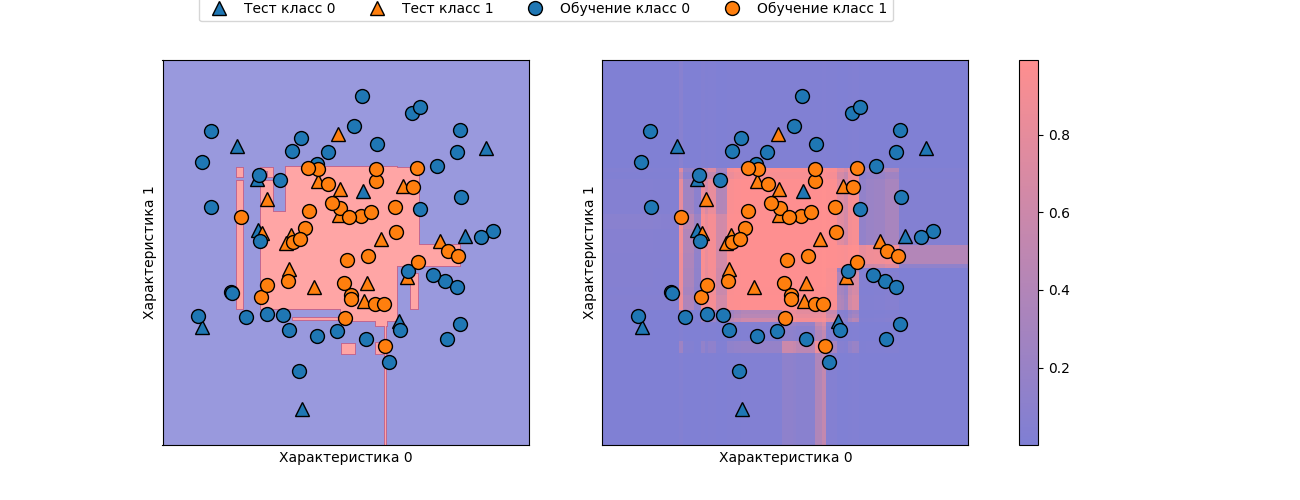 Тест класс 0 Тест класс 1 Обучение класс 0 Обучение класс 1
Характеристика 1
Характеристика 0
Характеристика 1
Характеристика 0
0.8
0.6
0.4
0.2